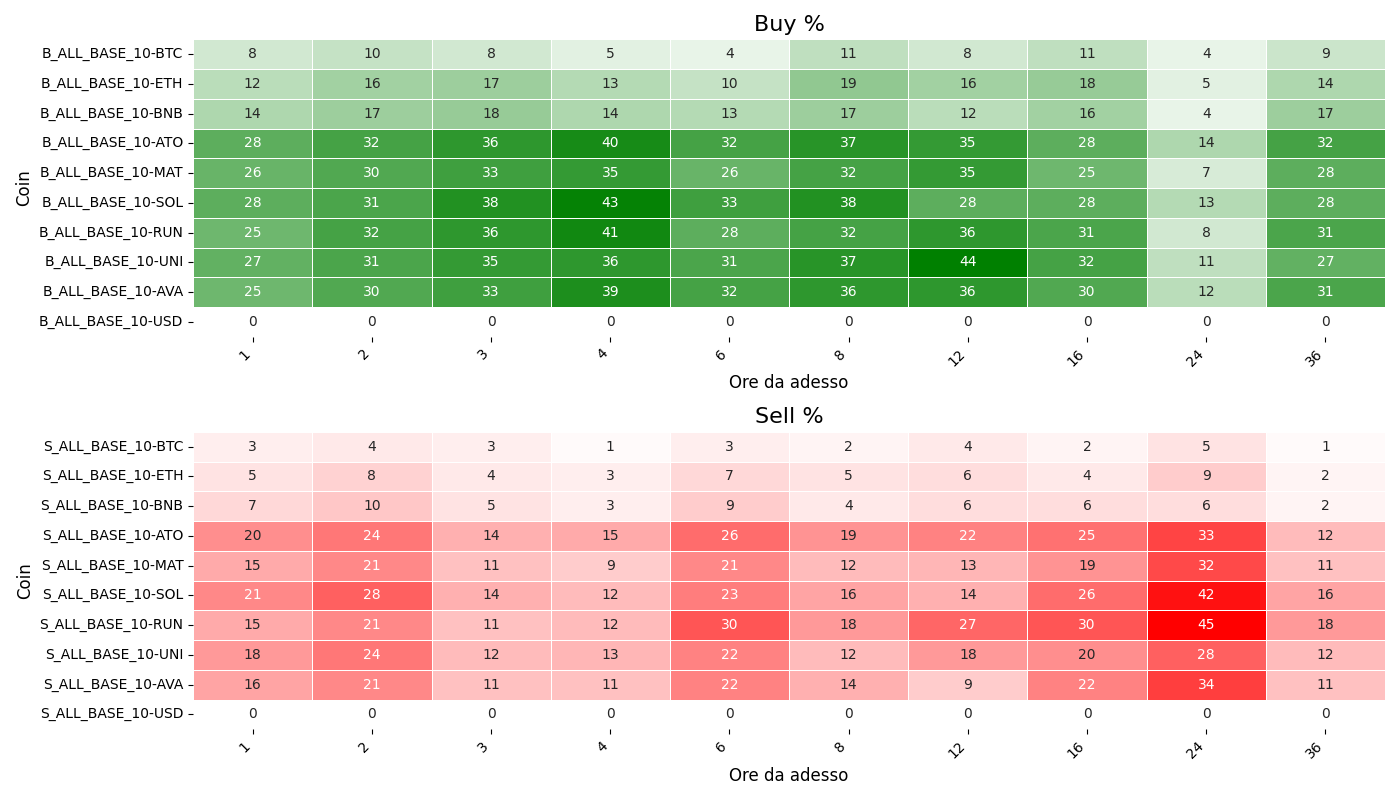 Buy %
B_ALL_BASE_10-BTC 8 10 8 5 4 11 8 11 4 9
B_ALL_BASE_10-ETH 12 16 17 13 10 19 16 18 5 14
B_ALL_BASE_10-BNB 14 17 18 14 13 17 12 16 4 17
B_ALL_BASE_10-ATO 28 32 36 40 32 37 35 28 14 32
B_ALL_BASE_10-MAT 26 30 33 35 26 32 35 25 7 28
B_ALL_BASE_10-SOL 28 31 38 43 33 38 28 28 13 28
B_ALL_BASE_10-RUN 25 32 36 41 28 32 36 31 8 31
B_ALL_BASE_10-UNI 27 31 35 36 31 37 44 32 11 27
B_ALL_BASE_10-AVA 25 30 33 39 32 36 36 30 12 31
B_ALL_BASE_10-USD 0 0 0 0 0 0 0 0 0 0
Coin
1 2 3 4 6 8 12 16 24 36
Ore da adesso
Sell %
S_ALL_BASE_10-BTC 3 4 3 1 3 2 4 2 5 1
S_ALL_BASE_10-ETH 5 8 4 3 7 5 6 4 9 2
S_ALL_BASE_10-BNB 7 10 5 3 9 4 6 6 6 2
S_ALL_BASE_10-ATO 20 24 14 15 26 19 22 25 33 12
S_ALL_BASE_10-MAT 15 21 11 9 21 12 13 19 32 11
S_ALL_BASE_10-SOL 21 28 14 12 23 16 14 26 42 16
S_ALL_BASE_10-RUN 15 21 11 12 30 18 27 30 45 18
S_ALL_BASE_10-UNI 18 24 12 13 22 12 18 20 28 12
S_ALL_BASE_10-AVA 16 21 11 11 22 14 9 22 34 11
S_ALL_BASE_10-USD 0 0 0 0 0 0 0 0 0 0
Coin
1 2 3 4 6 8 12 16 24 36
Ore da adesso